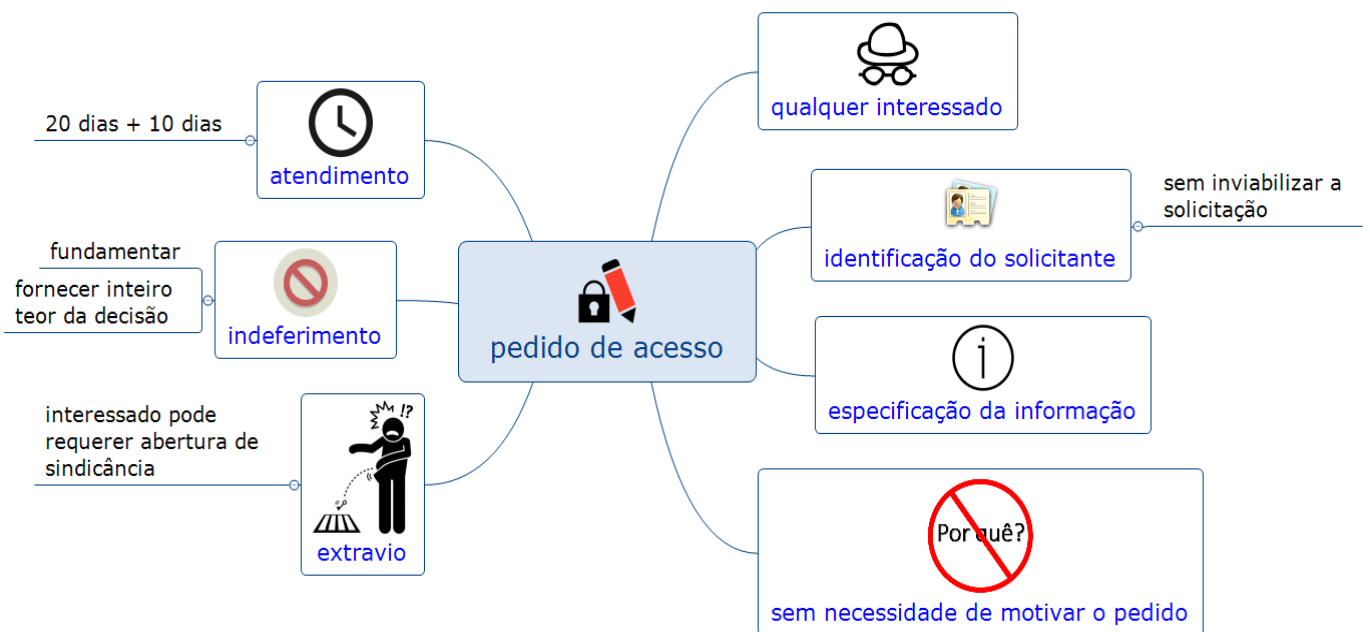 qualquer interessado
20 dias + 10 dias
atendimento
sem inviabilizar a
solicitação
identificação do solicitante
fundamentar
fornecer inteiro
teor da decisão
indeferimento
pedido de acesso
i
especificação da informação
interessado pode
requerer abertura de
sindicância
!?
extravio
Por quê?
sem necessidade de motivar o pedido